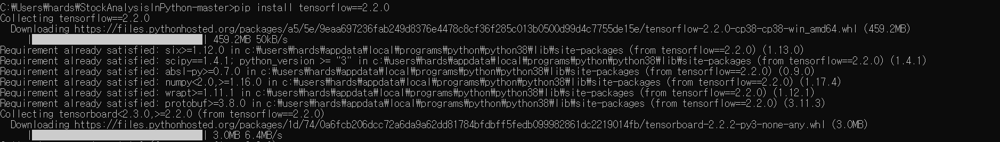 C:₩Users₩hards₩StockAnalysisInPython-master>pip install tensorflow==2.2.0
Collecting tensorflow==2.2.0
Downloading https://files.pythonhosted.org/packages/a5/5e/9eaa697236fab249d8376e4478c8cf36f285c013b0500d99d4c7755de15e/tensorflow-2.2.0-cp38-cp38-win_amd64.whl (459.2MB)
|████████████████████████████████| 459.2MB 50kB/s
Requirement already satisfied: six>=1.12.0 in c:₩users₩hards₩appdata₩local₩programs₩python₩python38₩lib₩site-packages (from tensorflow==2.2.0) (1.13.0)
Requirement already satisfied: scipy==1.4.1; python_version >= "3" in c:₩users₩hards₩appdata₩local₩programs₩python₩python38₩lib₩site-packages (from tensorflow==2.2.0) (1.4.1)
Requirement already satisfied: absl-py>=0.7.0 in c:₩users₩hards₩appdata₩local₩programs₩python₩python38₩lib₩site-packages (from tensorflow==2.2.0) (0.9.0)
Requirement already satisfied: numpy<2.0,>=1.16.0 in c:₩users₩hards₩appdata₩local₩programs₩python₩python38₩lib₩site-packages (from tensorflow==2.2.0) (1.17.4)
Requirement already satisfied: wrapt>=1.11.1 in c:₩users₩hards₩appdata₩local₩programs₩python₩python38₩lib₩site-packages (from tensorflow==2.2.0) (1.12.1)
Requirement already satisfied: protobuf>=3.8.0 in c:₩users₩hards₩appdata₩local₩programs₩python₩python38₩lib₩site-packages (from tensorflow==2.2.0) (3.11.3)
Collecting tensorboard<2.3.0,>=2.2.0 (from tensorflow==2.2.0)
Downloading https://files.pythonhosted.org/packages/1d/74/0a6fcb206dcc72a6da9a62dd81784bfdbff5fedb099982861dc2219014fb/tensorboard-2.2.2-py3-none-any.whl (3.0MB)
|████████████████████████████████| 3.0MB 6.4MB/s